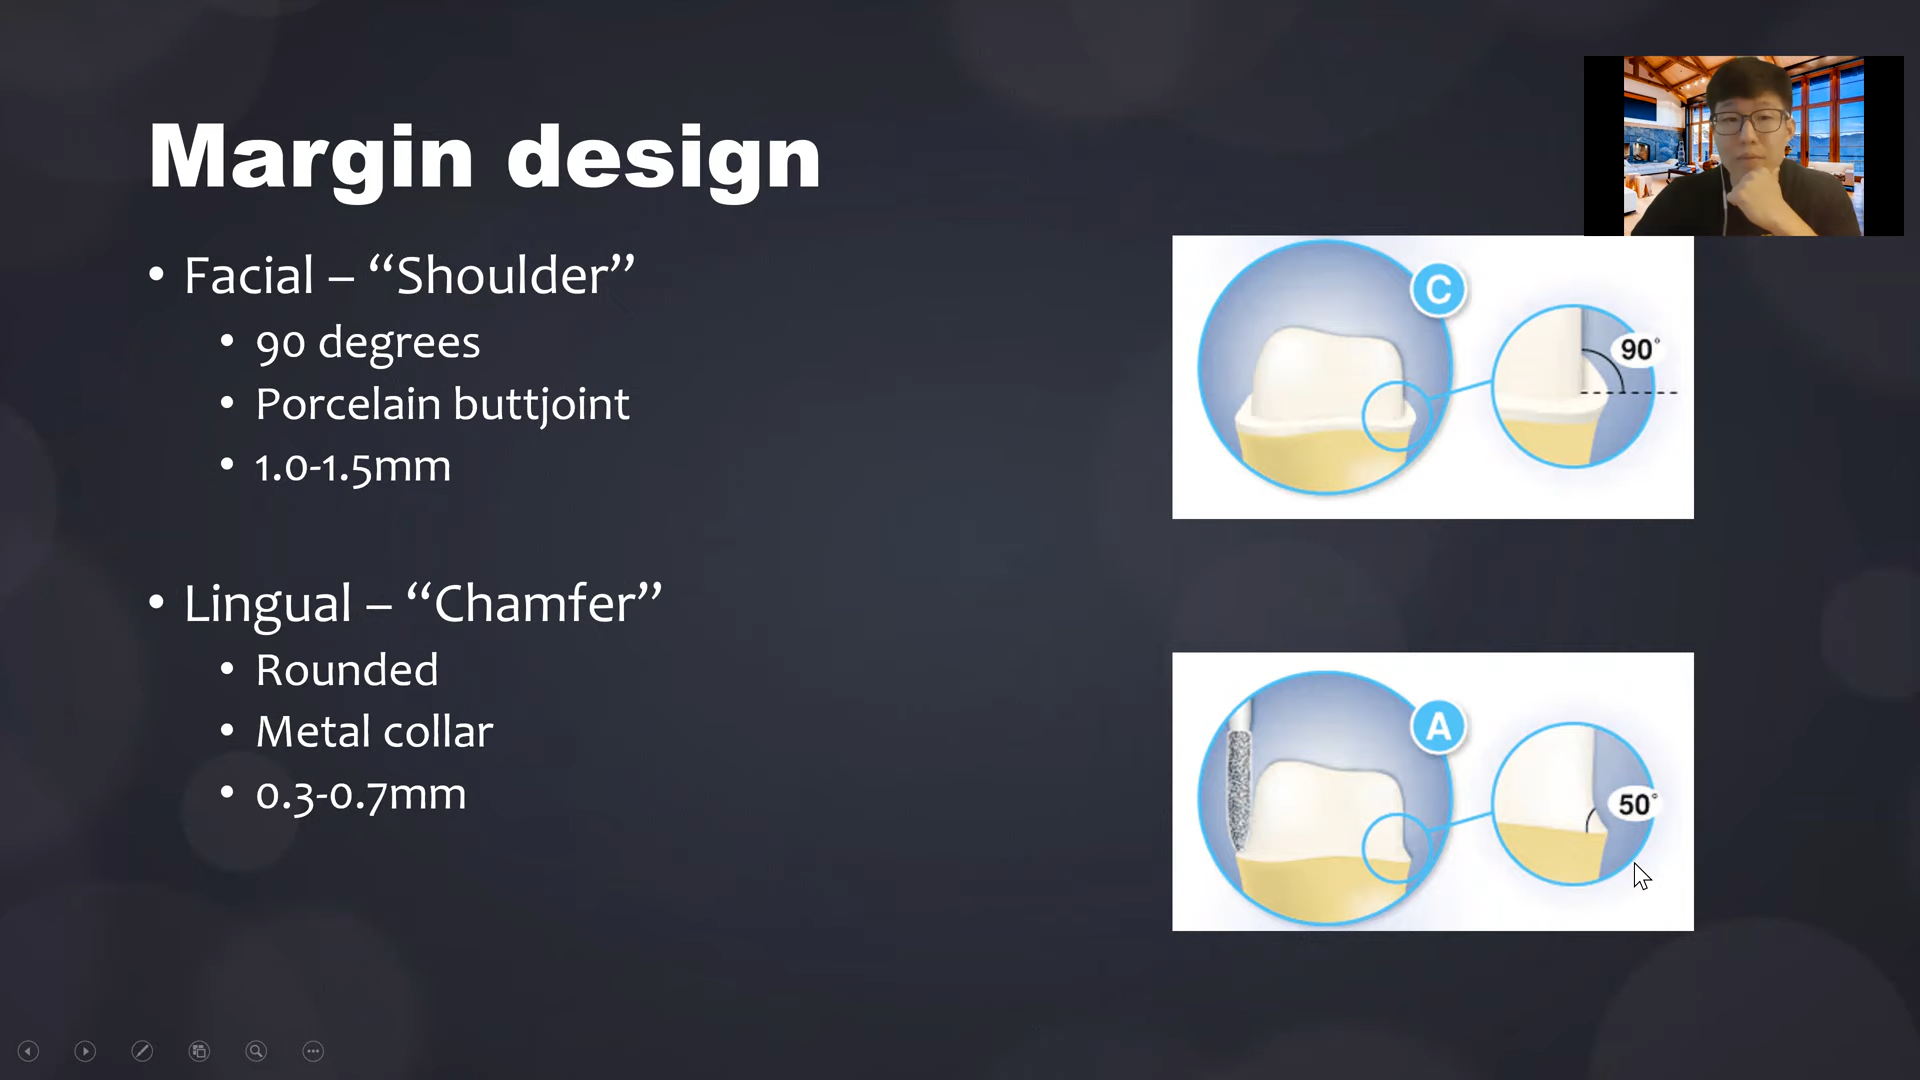 Margin design
• Facial – “Shoulder”
• 90 degrees
• Porcelain buttjoint
• 1.0-1.5mm
• Lingual – “Chamfer”
• Rounded
• Metal collar
• 0.3-0.7mm
C
90°
A
50°